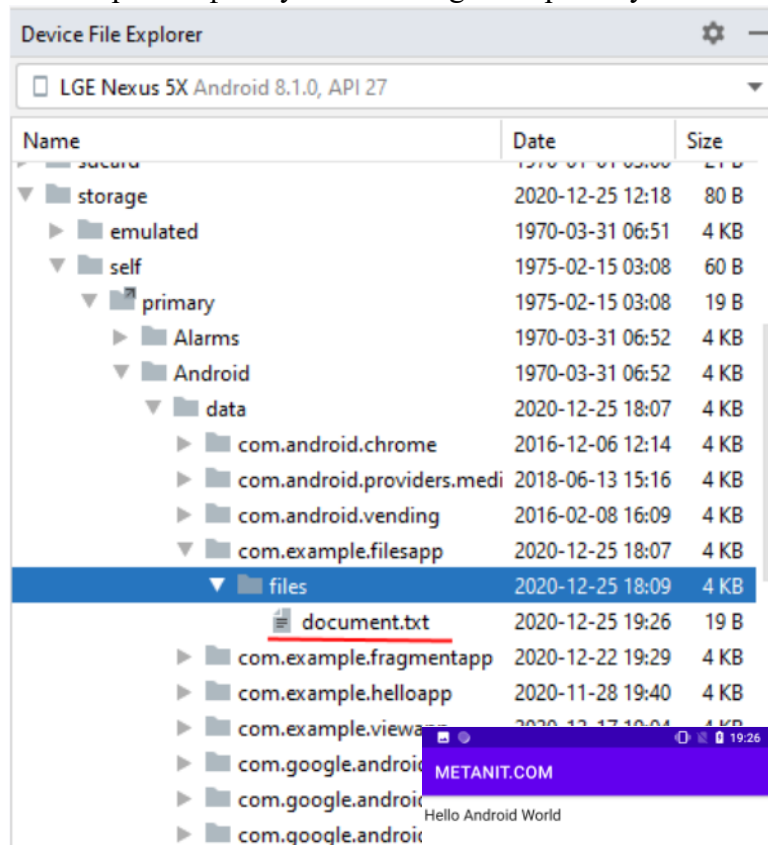 Device File Explorer
LGE Nexus 5X Android 8.1.0, API 27
Name Date Size
storage 2020-12-25 12:18 80 B
emulated 1970-03-31 06:51 4 KB
self 1975-02-15 03:08 60 B
primary 1975-02-15 03:08 19 B
Alarms 1970-03-31 06:52 4 KB
Android 1970-03-31 06:52 4 KB
data 2020-12-25 18:07 4 KB
com.android.chrome 2016-12-06 12:14 4 KB
com.android.providers.medi 2018-06-13 15:16 4 KB
com.android.vending 2016-02-08 16:09 4 KB
com.example.filesapp 2020-12-25 18:07 4 KB
files 2020-12-25 18:09 4 KB
document.txt 2020-12-25 19:26 19 B
com.example.fragmentapp 2020-12-22 19:29 4 KB
com.example.helloapp 2020-11-28 19:40 4 KB
com.example.viewapp
19:26
com.google.androi
METANIT.COM
com.google.androi
Hello Android World
com.google.androi